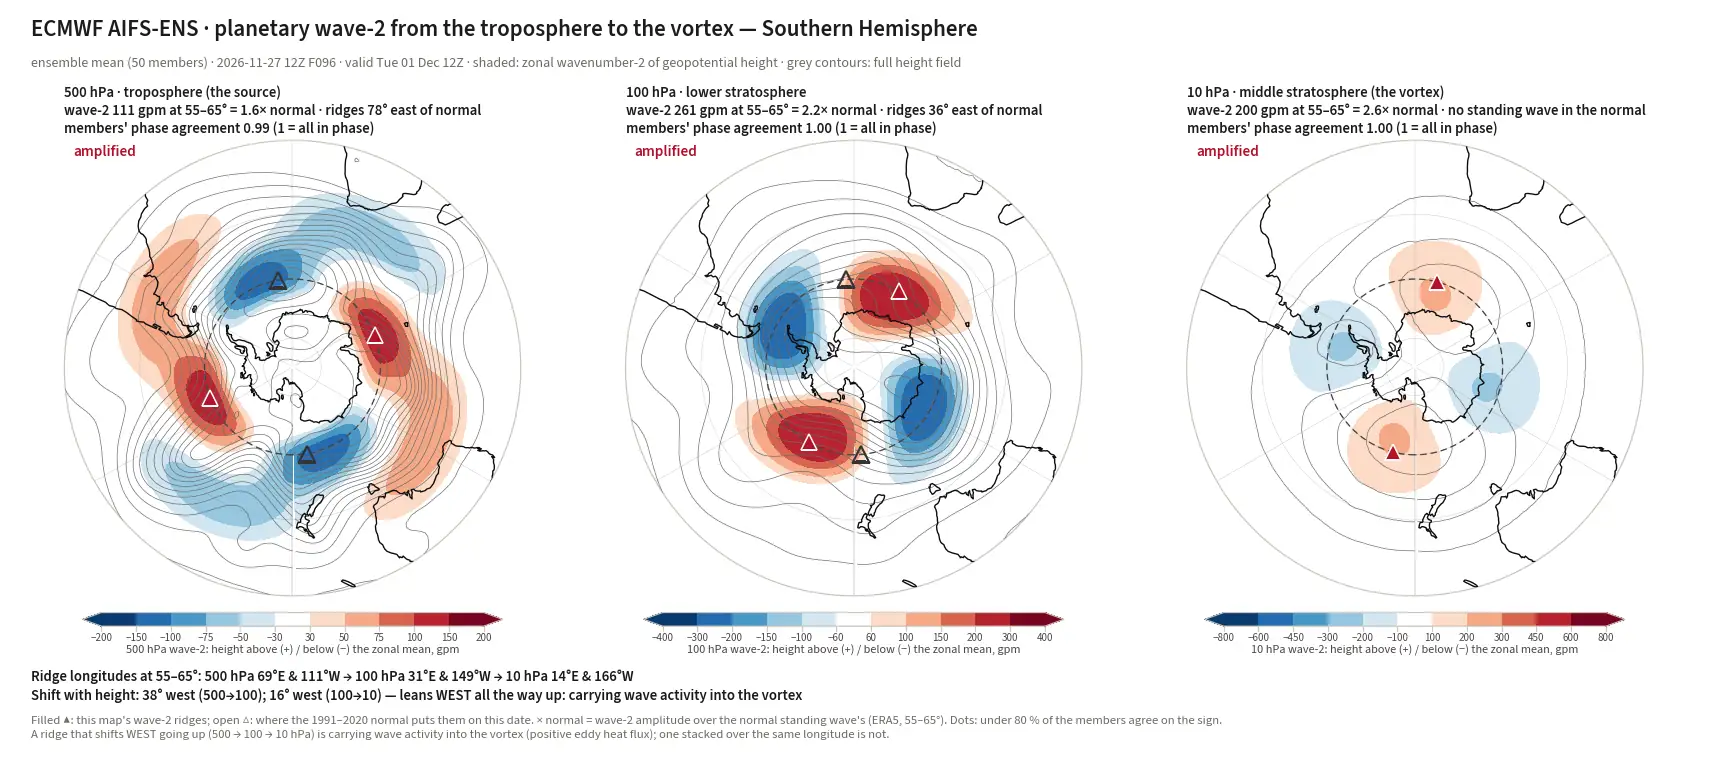 ECMWF AIFS-ENS · planetary wave-2 from the troposphere to the vortex — Southern Hemisphere
ensemble mean (50 members) · 2026-11-27 12Z F096 · valid Tue 01 Dec 12Z · shaded: zonal wavenumber-2 of geopotential height · grey contours: full height field
500 hPa · troposphere (the source)
wave-2 111 gpm at 55–65° = 1.6× normal · ridges 78° east of normal
members' phase agreement 0.99 (1 = all in phase)
amplified
100 hPa · lower stratosphere
wave-2 261 gpm at 55–65° = 2.2× normal · ridges 36° east of normal
members' phase agreement 1.00 (1 = all in phase)
amplified
10 hPa · middle stratosphere (the vortex)
wave-2 200 gpm at 55–65° = 2.6× normal · no standing wave in the normal
members' phase agreement 1.00 (1 = all in phase)
amplified
−200 −150 −100 −75 −50 −30 30 50 75 100 150 200
500 hPa wave-2: height above (+) / below (−) the zonal mean, gpm
−400 −300 −200 −150 −100 −60 60 100 150 200 300 400
100 hPa wave-2: height above (+) / below (−) the zonal mean, gpm
−800 −600 −450 −300 −200 −100 100 200 300 450 600 800
10 hPa wave-2: height above (+) / below (−) the zonal mean, gpm
Ridge longitudes at 55–65°: 500 hPa 69°E & 111°W → 100 hPa 31°E & 149°W → 10 hPa 14°E & 166°W
Shift with height: 38° west (500→100); 16° west (100→10) — leans WEST all the way up: carrying wave activity into the vortex
Filled ▲: this map's wave-2 ridges; open △: where the 1991–2020 normal puts them on this date. × normal = wave-2 amplitude over the normal standing wave's (ERA5, 55–65°). Dots: under 80 % of the members agree on the sign.
A ridge that shifts WEST going up (500 → 100 → 10 hPa) is carrying wave activity into the vortex (positive eddy heat flux); one stacked over the same longitude is not.